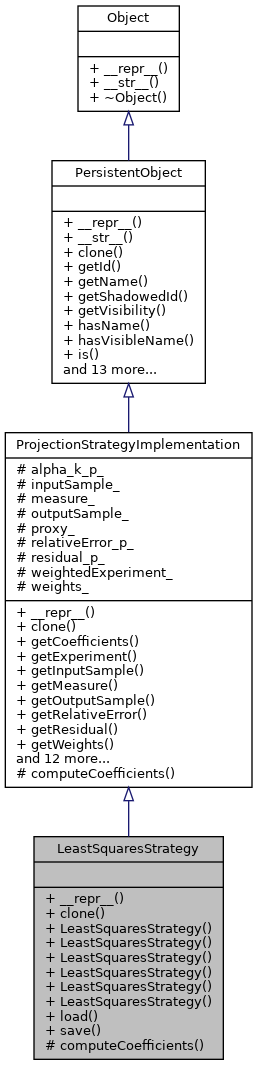 Object
+ __repr__()
+ __str__()
+ ~Object()
PersistentObject
+ __repr__()
+ __str__()
+ clone()
+ getId()
+ getName()
+ getShadowedId()
+ getVisibility()
+ hasName()
+ hasVisibleName()
+ is()
and 13 more...
ProjectionStrategyImplementation
# alpha_k_p_
# inputSample_
# measure_
# outputSample_
# proxy_
# relativeError_p_
# residual_p_
# weightedExperiment_
# weights_
+ __repr__()
+ clone()
+ getCoefficients()
+ getExperiment()
+ getInputSample()
+ getMeasure()
+ getOutputSample()
+ getRelativeError()
+ getResidual()
+ getWeights()
and 12 more...
# computeCoefficients()
LeastSquaresStrategy
+ __repr__()
+ clone()
+ LeastSquaresStrategy()
+ LeastSquaresStrategy()
+ LeastSquaresStrategy()
+ LeastSquaresStrategy()
+ LeastSquaresStrategy()
+ LeastSquaresStrategy()
+ load()
+ save()
# computeCoefficients()